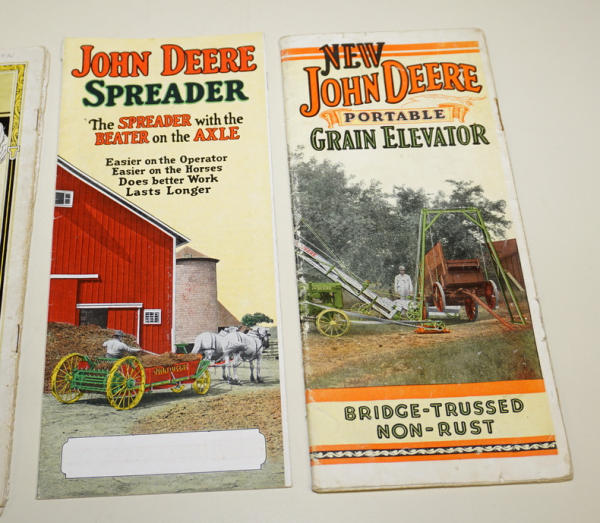 JOHN DEERE
SPREADER
The SPREADER with the
BEATER on the AXLE
Easier on the Operator
Easier on the Horses
Does better Work
Lasts Longer
NEW
JOHN DEERE
PORTABLE
GRAIN ELEVATOR
BRIDGE-TRUSSED
NON-RUST